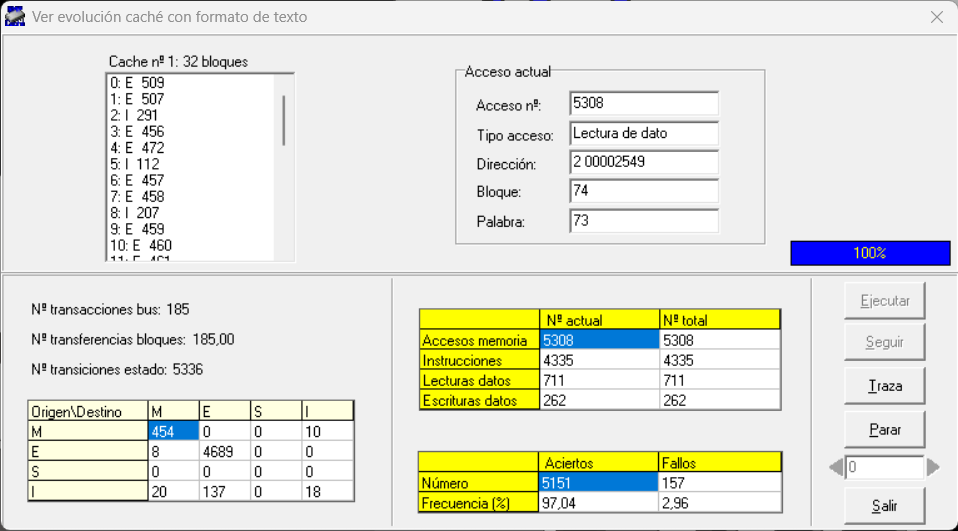 Ver evolución caché con formato de texto
Cache nº 1: 32 bloques
0: E 509
1: E 507
2: I 291
3: E 456
4: E 472
5: I 112
6: E 457
7: E 458
8: I 207
9: E 459
10: E 460
11: E 461
Acceso actual
Acceso nº: 5308
Tipo acceso: Lectura de dato
Dirección: 2 00002549
Bloque: 74
Palabra: 73
100%
Nº transacciones bus: 185
Nº transferencias bloques: 185,00
Nº transiciones estado: 5336
Origen\Destino M E S I
M 454 0 0 10
E 8 4689 0 0
S 0 0 0 0
I 20 137 0 18
Nº actual Nº total
Accesos memoria 5308 5308
Instrucciones 4335 4335
Lecturas datos 711 711
Escrituras datos 262 262
Aciertos Fallos
Número 5151 157
Frecuencia (%) 97,04 2,96
Ejecutar
Seguir
Traza
Parar
0
Salir